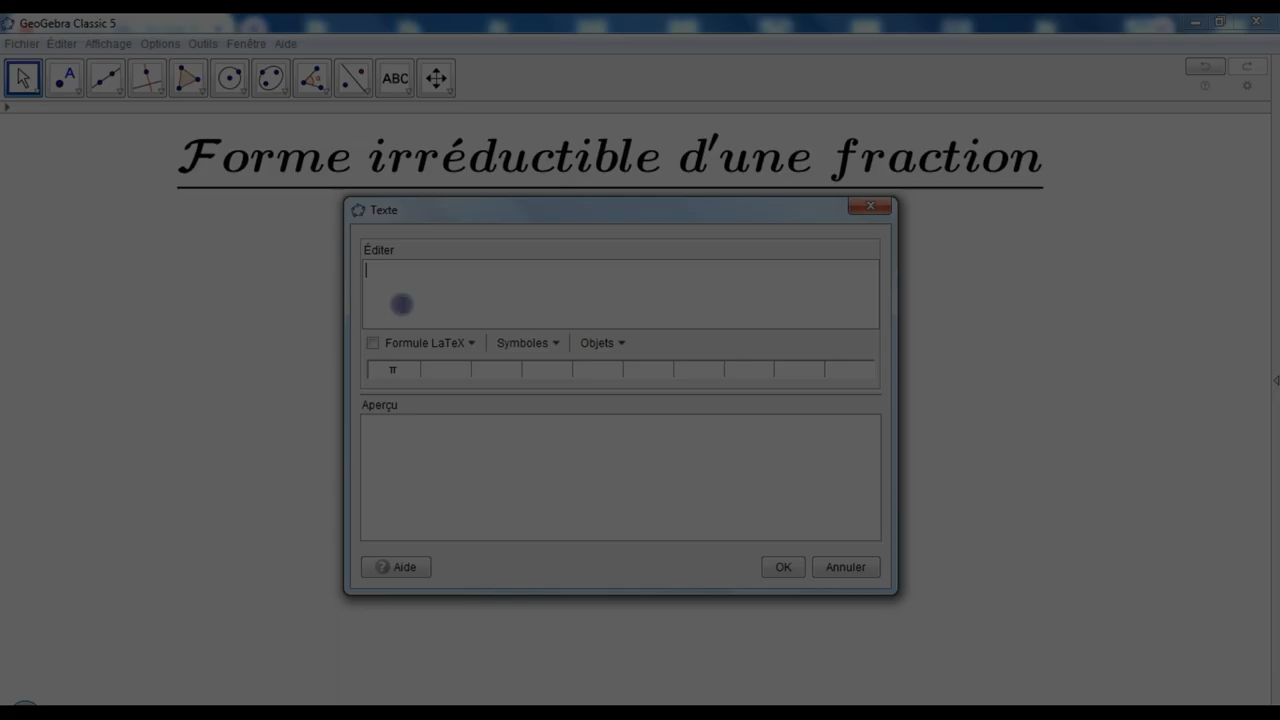 GeoGebra Classic 5
Fichier Éditer Affichage Options Outils Fenêtre Aide
A ABC
Forme irréductible d'une fraction
Texte
Éditer
Formule LaTeX Symboles Objets
π
Aperçu
Aide OK Annuler